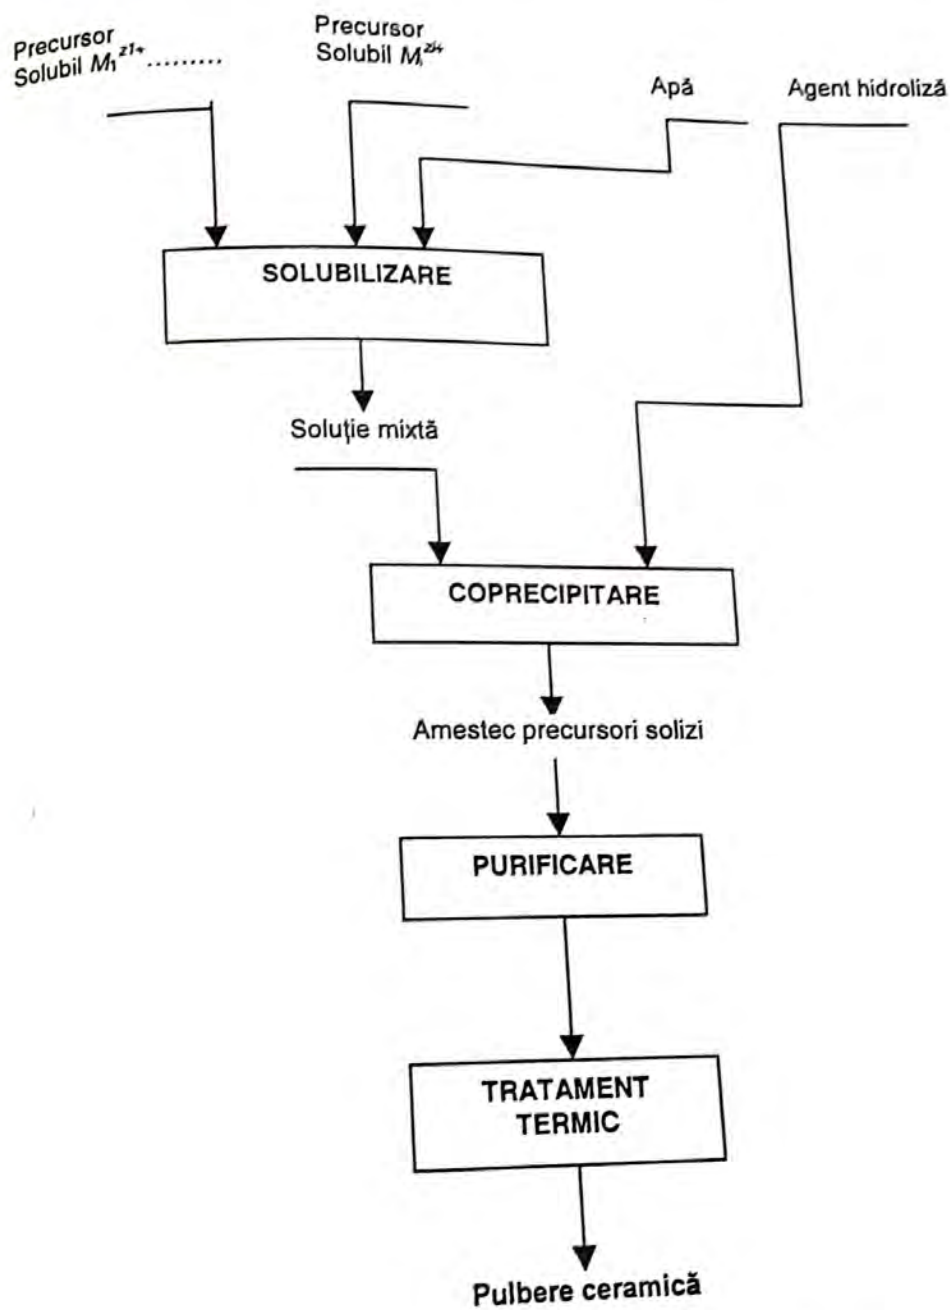 Precursor
Solubil M₁ᶻ¹⁺ .........
Precursor
Solubil Mᵢᶻⁱ⁺
Apă
Agent hidroliză
SOLUBILIZARE
Soluţie mixtă
COPRECIPITARE
Amestec precursori solizi
PURIFICARE
TRATAMENT
TERMIC
Pulbere ceramică